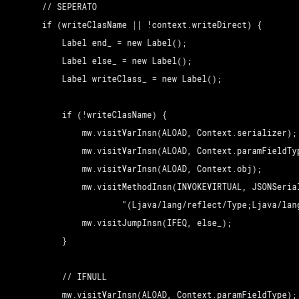 // SEPERATO
if (writeClasName || !context.writeDirect) {
Label end_ = new Label();
Label else_ = new Label();
Label writeClass_ = new Label();
if (!writeClasName) {
mw.visitVarInsn(ALOAD, Context.serializer);
mw.visitVarInsn(ALOAD, Context.paramFieldTyp
mw.visitVarInsn(ALOAD, Context.obj);
mw.visitMethodInsn(INVOKEVIRTUAL, JSONSerial
"(Ljava/lang/reflect/Type;Ljava/lang
mw.visitJumpInsn(IFEQ, else_);
}
// IFNULL
mw.visitVarInsn(ALOAD, Context.paramFieldType);